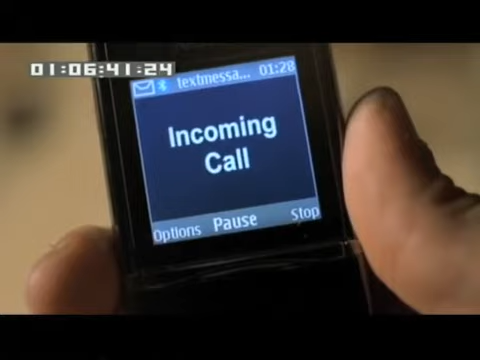 01:06:41:24
textmessa... 01:28
Incoming
Call
Options Pause Stop